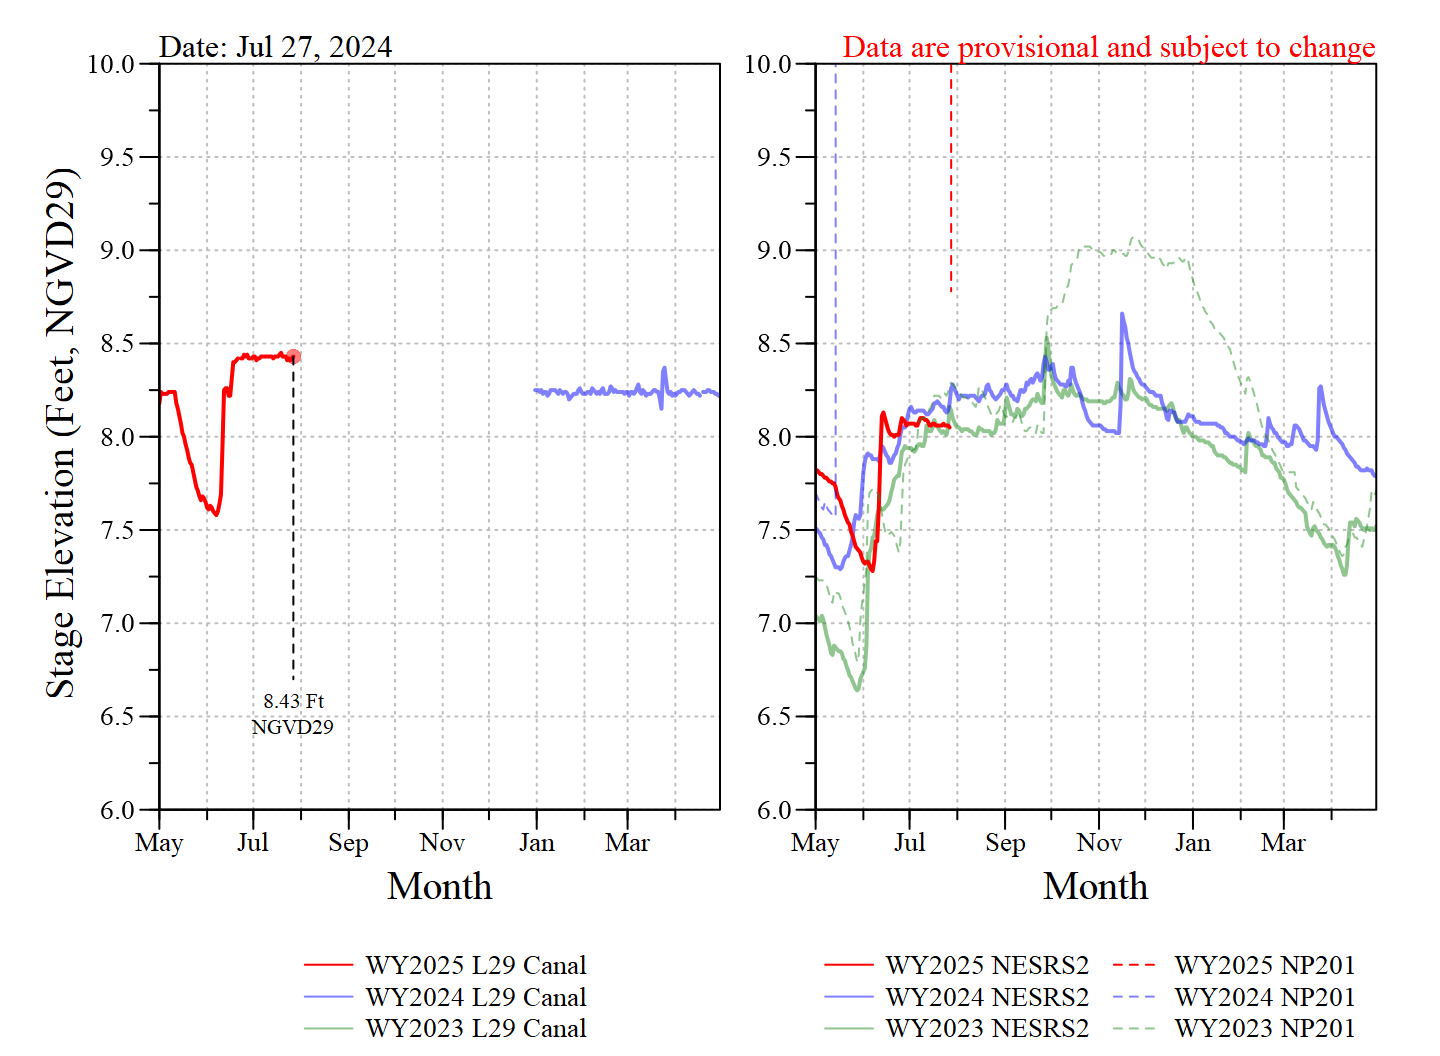 Date: Jul 27, 2024
Data are provisional and subject to change
Stage Elevation (Feet, NGVD29)
10.0
9.5
9.0
8.5
8.0
7.5
7.0
6.5
6.0
8.43 Ft
NGVD29
May Jul Sep Nov Jan Mar
Month
10.0
9.5
9.0
8.5
8.0
7.5
7.0
6.5
6.0
May Jul Sep Nov Jan Mar
Month
WY2025 L29 Canal
WY2024 L29 Canal
WY2023 L29 Canal
WY2025 NESRS2 WY2025 NP201
WY2024 NESRS2 WY2024 NP201
WY2023 NESRS2 WY2023 NP201